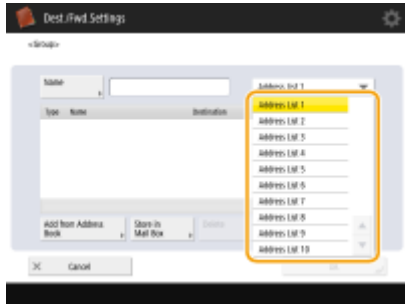 Dest./Fwd. Settings
<Group>
Name
Address List 1
Type Name Destination
Address List 1
Address List 2
Address List 3
Address List 4
Address List 5
Address List 6
Address List 7
Address List 8
Address List 9
Address List 10
Add from Address Book
Store in Mail Box
Delete
Cancel
OK